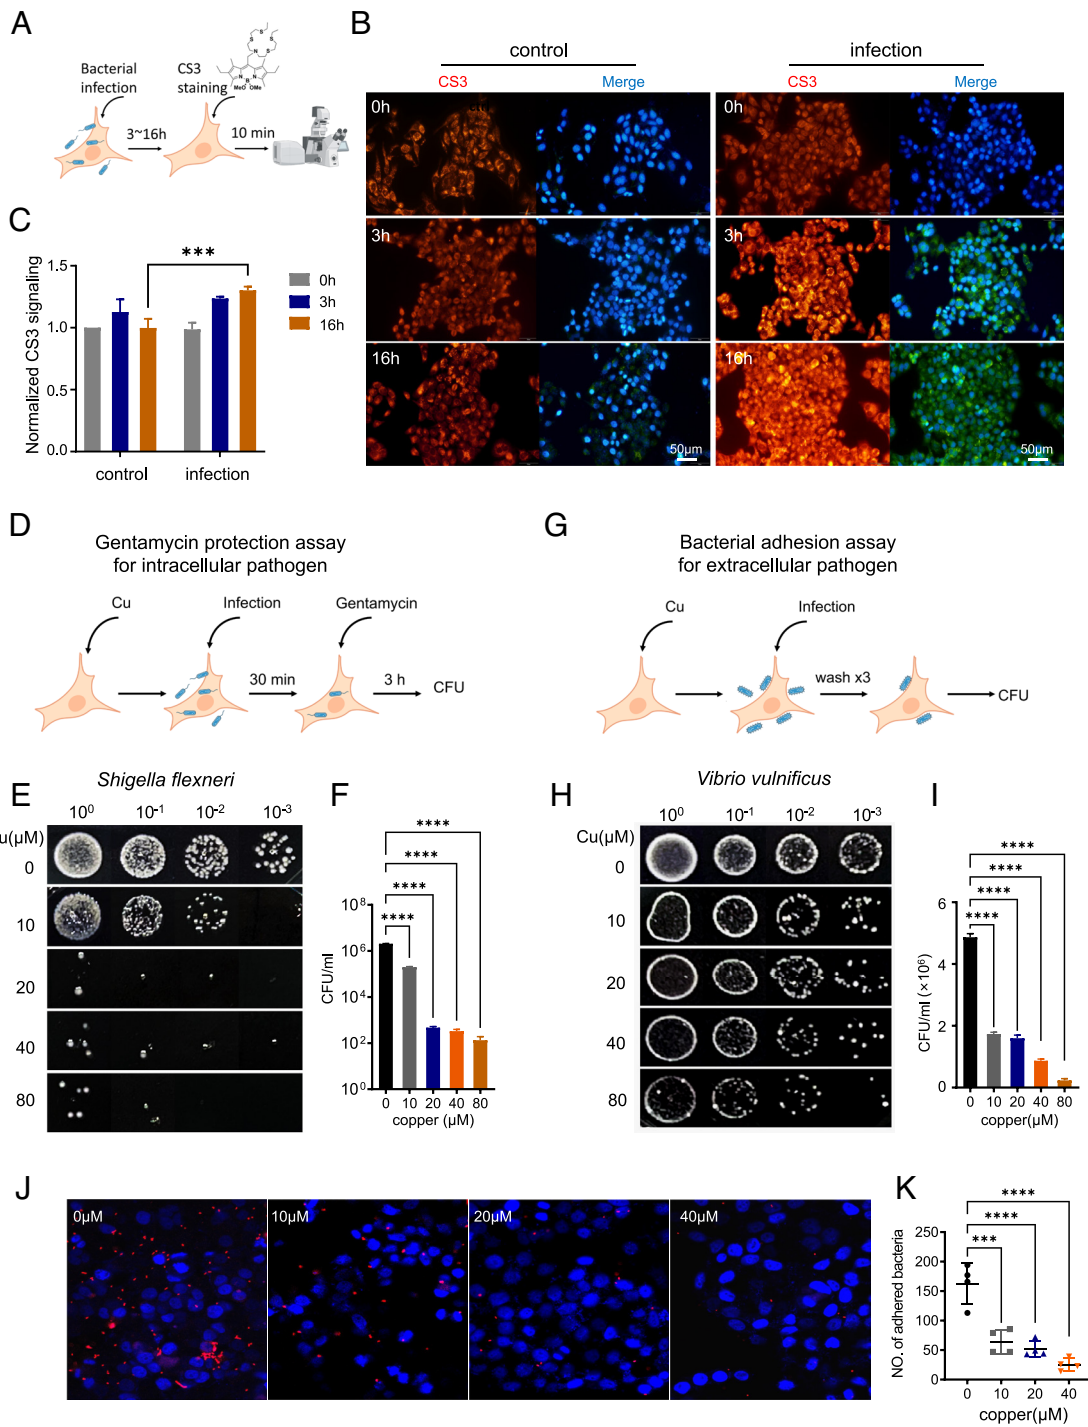 A
Bacterial
infection
CS3
staining
3~16h
10 min
S
S
S
S
N
N
N
B
MeO
OMe
B
control
infection
CS3
Merge
CS3
Merge
0h
0h
3h
3h
16h
16h
50µm
50µm
C
Normalized CS3 signaling
1.5
1.0
0.5
0.0
***
0h
3h
16h
control
infection
D
Gentamycin protection assay
for intracellular pathogen
Cu
Infection
Gentamycin
30 min
3 h
CFU
G
Bacterial adhesion assay
for extracellular pathogen
Cu
Infection
wash x3
CFU
E
Shigella flexneri
10⁰ 10⁻¹ 10⁻² 10⁻³
u(µM)
0
10
20
40
80
F
****
****
****
****
CFU/ml
10⁸
10⁶
10⁴
10²
10⁰
0 10 20 40 80
copper (µM)
H
Vibrio vulnificus
10⁰ 10⁻¹ 10⁻² 10⁻³
Cu(µM)
0
10
20
40
80
I
****
****
****
****
CFU/ml (×10⁶)
6
4
2
0
0 10 20 40 80
copper(µM)
J
0µM
10µM
20µM
40µM
K
****
****
***
NO. of adhered bacteria
250
200
150
100
50
0
0 10 20 40
copper(µM)